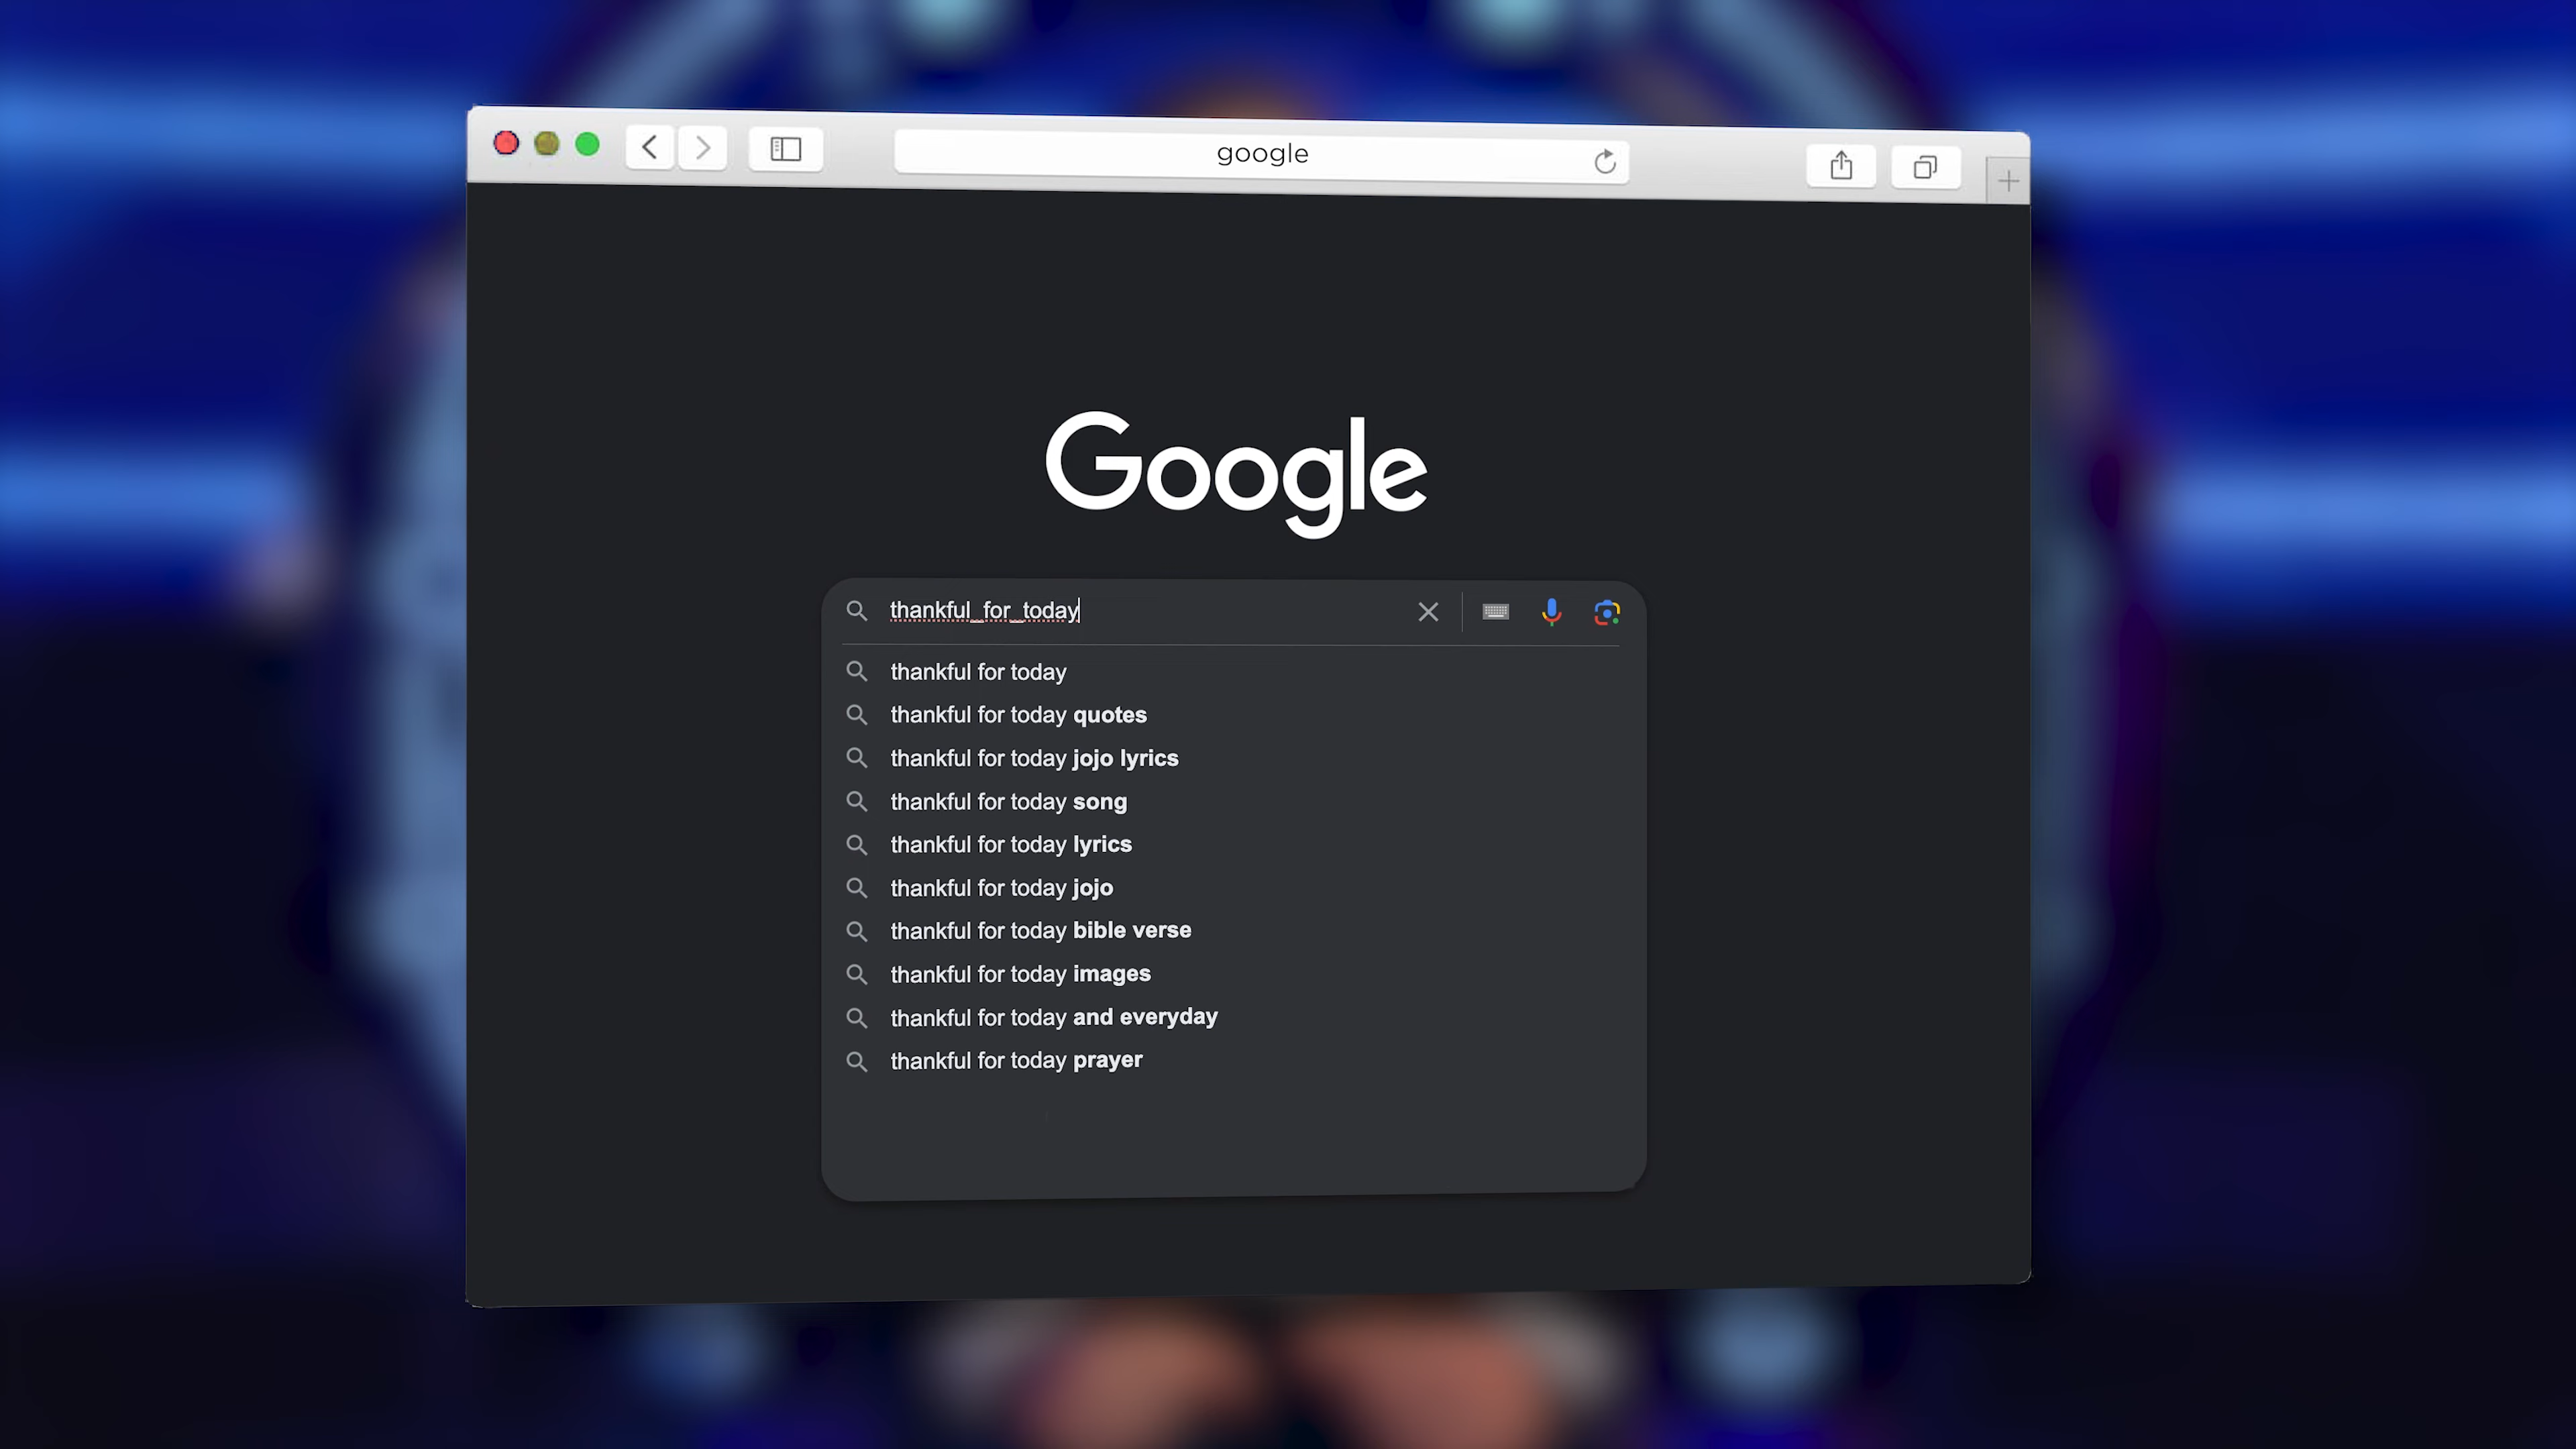 google
Google
thankful_for_today
thankful for today
thankful for today quotes
thankful for today jojo lyrics
thankful for today song
thankful for today lyrics
thankful for today jojo
thankful for today bible verse
thankful for today images
thankful for today and everyday
thankful for today prayer